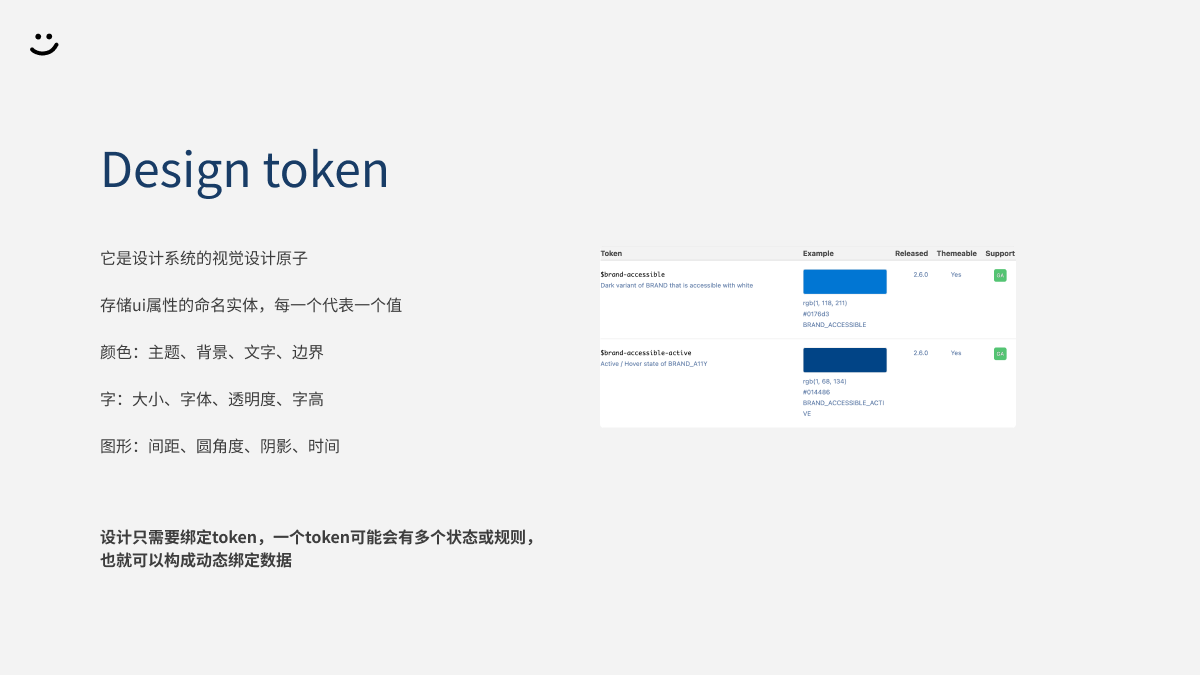 Design token
它是设计系统的视觉设计原子
存储ui属性的命名实体，每一个代表一个值
颜色：主题、背景、文字、边界
字：大小、字体、透明度、字高
图形：间距、圆角度、阴影、时间
设计只需要绑定token，一个token可能会有多个状态或规则，
也就可以构成动态绑定数据
Token Example Released Themeable Support
$brand-accessible 2.6.0 Yes GA
Dark variant of BRAND that is accessible with white
rgb(1, 118, 211)
#0176d3
BRAND_ACCESSIBLE
$brand-accessible-active 2.6.0 Yes GA
Active / Hover state of BRAND_A11Y
rgb(1, 68, 134)
#014486
BRAND_ACCESSIBLE_ACTI
VE